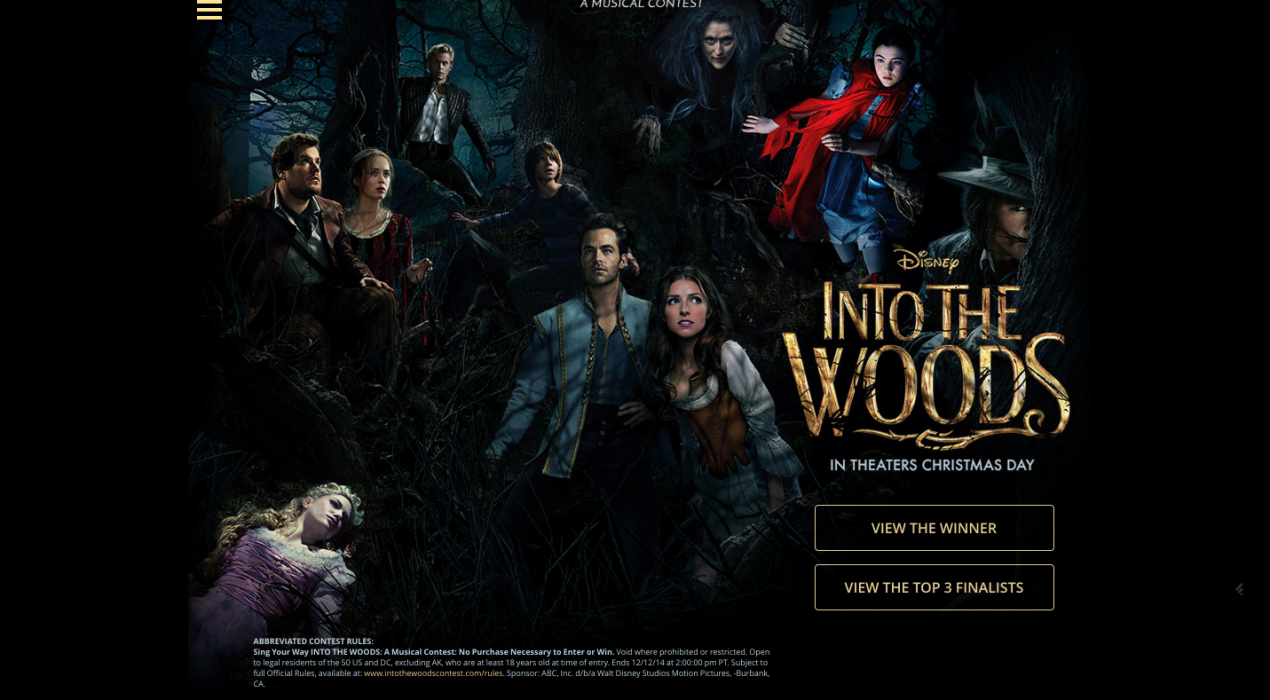 A MUSICAL CONTEST
DISNEY
INTO THE
WOODS
IN THEATERS CHRISTMAS DAY
VIEW THE WINNER
VIEW THE TOP 3 FINALISTS
ABBREVIATED CONTEST RULES:
Sing Your Way INTO THE WOODS: A Musical Contest: No Purchase Necessary to Enter or Win. Void where prohibited or restricted. Open
to legal residents of the 50 US and DC, excluding AK, who are at least 18 years old at time of entry. Ends 12/12/14 at 2:00:00 pm PT. Subject to
full Official Rules, available at: www.intothewoodscontest.com/rules. Sponsor: ABC, Inc. d/b/a Walt Disney Studios Motion Pictures, -Burbank,
CA.